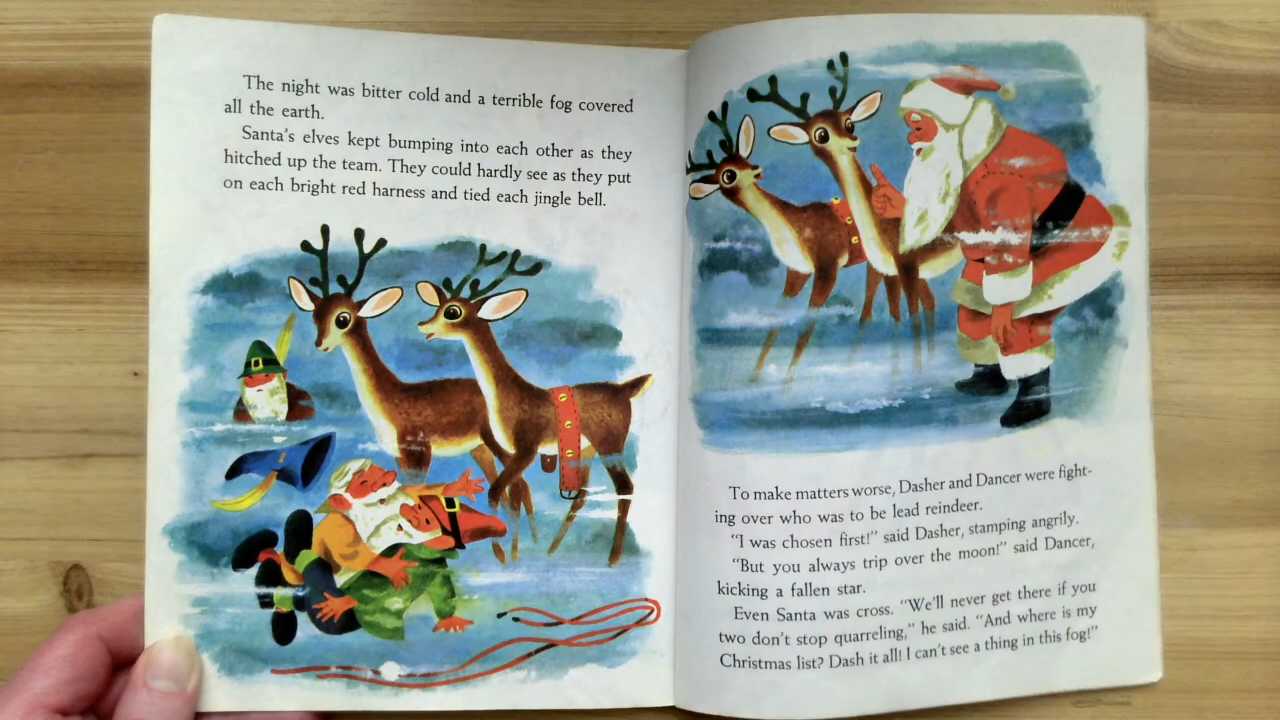 The night was bitter cold and a terrible fog covered
all the earth.
Santa's elves kept bumping into each other as they
hitched up the team. They could hardly see as they put
on each bright red harness and tied each jingle bell.
To make matters worse, Dasher and Dancer were fight-
ing over who was to be lead reindeer.
"I was chosen first!" said Dasher, stamping angrily.
"But you always trip over the moon!" said Dancer,
kicking a fallen star.
Even Santa was cross. "We'll never get there if you
two don't stop quarreling," he said. "And where is my
Christmas list? Dash it all! I can't see a thing in this fog!"